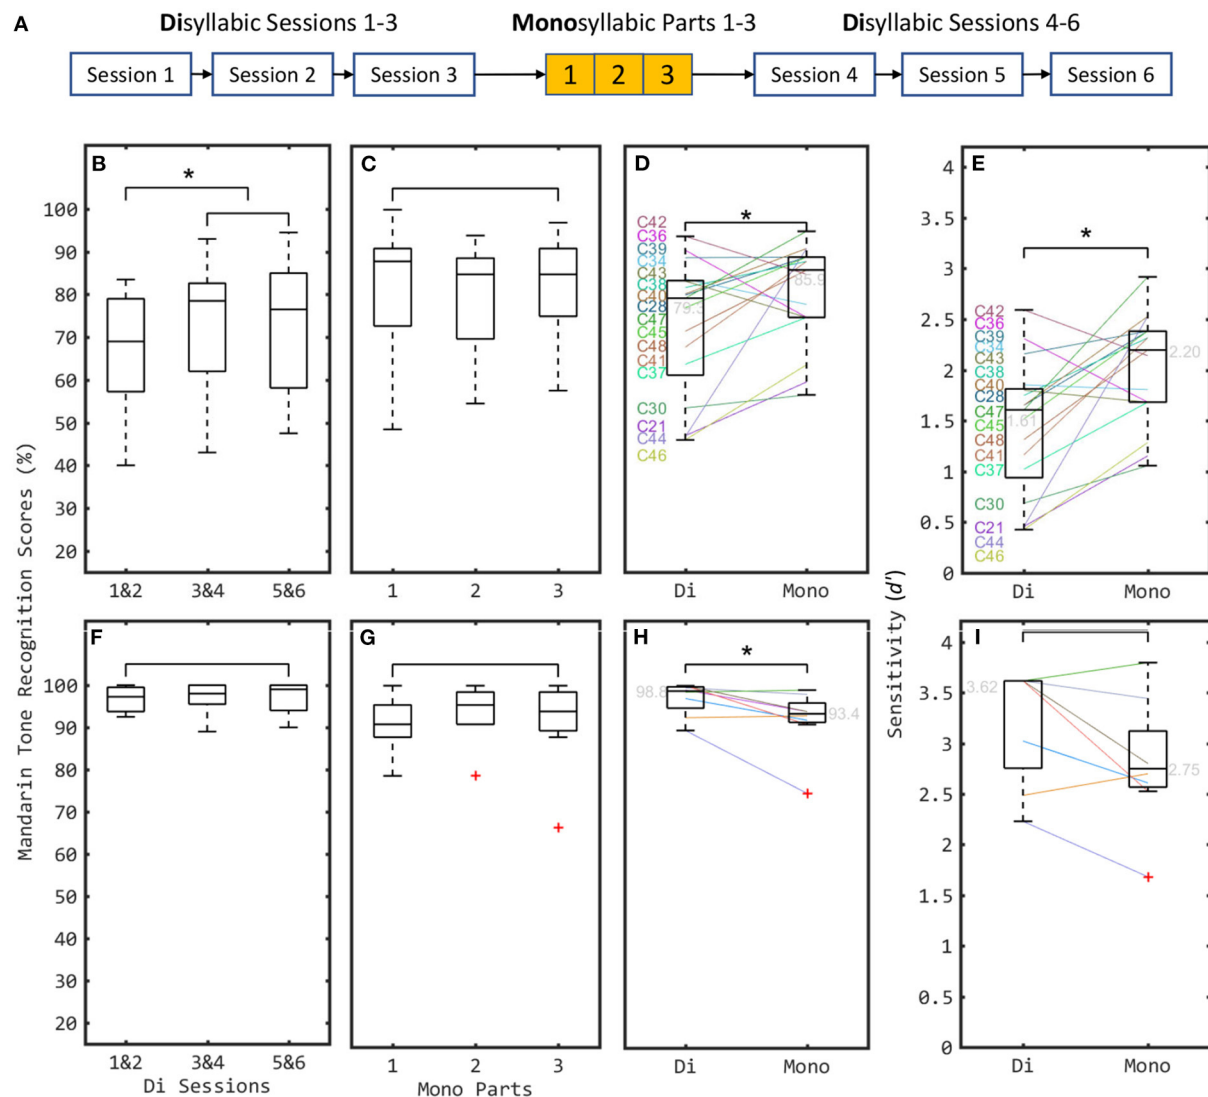 A
Disyllabic Sessions 1-3
Monosyllabic Parts 1-3
Disyllabic Sessions 4-6
Session 1
Session 2
Session 3
1
2
3
Session 4
Session 5
Session 6
Mandarin Tone Recognition Scores (%)
B
*
100
90
80
70
60
50
40
30
20
1&2
3&4
5&6
C
1
2
3
D
*
C42
C36
C39
C34
C43
C38
C40
C28
C47
C45
C48
C41
C37
C30
C21
C44
C46
79.3
85.9
Di
Mono
Sensitivity (d')
E
*
4
3.5
3
2.5
2
1.5
1
0.5
0
C42
C36
C39
C34
C43
C38
C40
C28
C47
C45
C48
C41
C37
C30
C21
C44
C46
1.61
2.20
Di
Mono
F
100
90
80
70
60
50
40
30
20
1&2
3&4
5&6
Di Sessions
G
1
2
3
Mono Parts
H
*
98.8
93.4
Di
Mono
I
4
3.5
3
2.5
2
1.5
1
0.5
0
3.62
2.75
Di
Mono